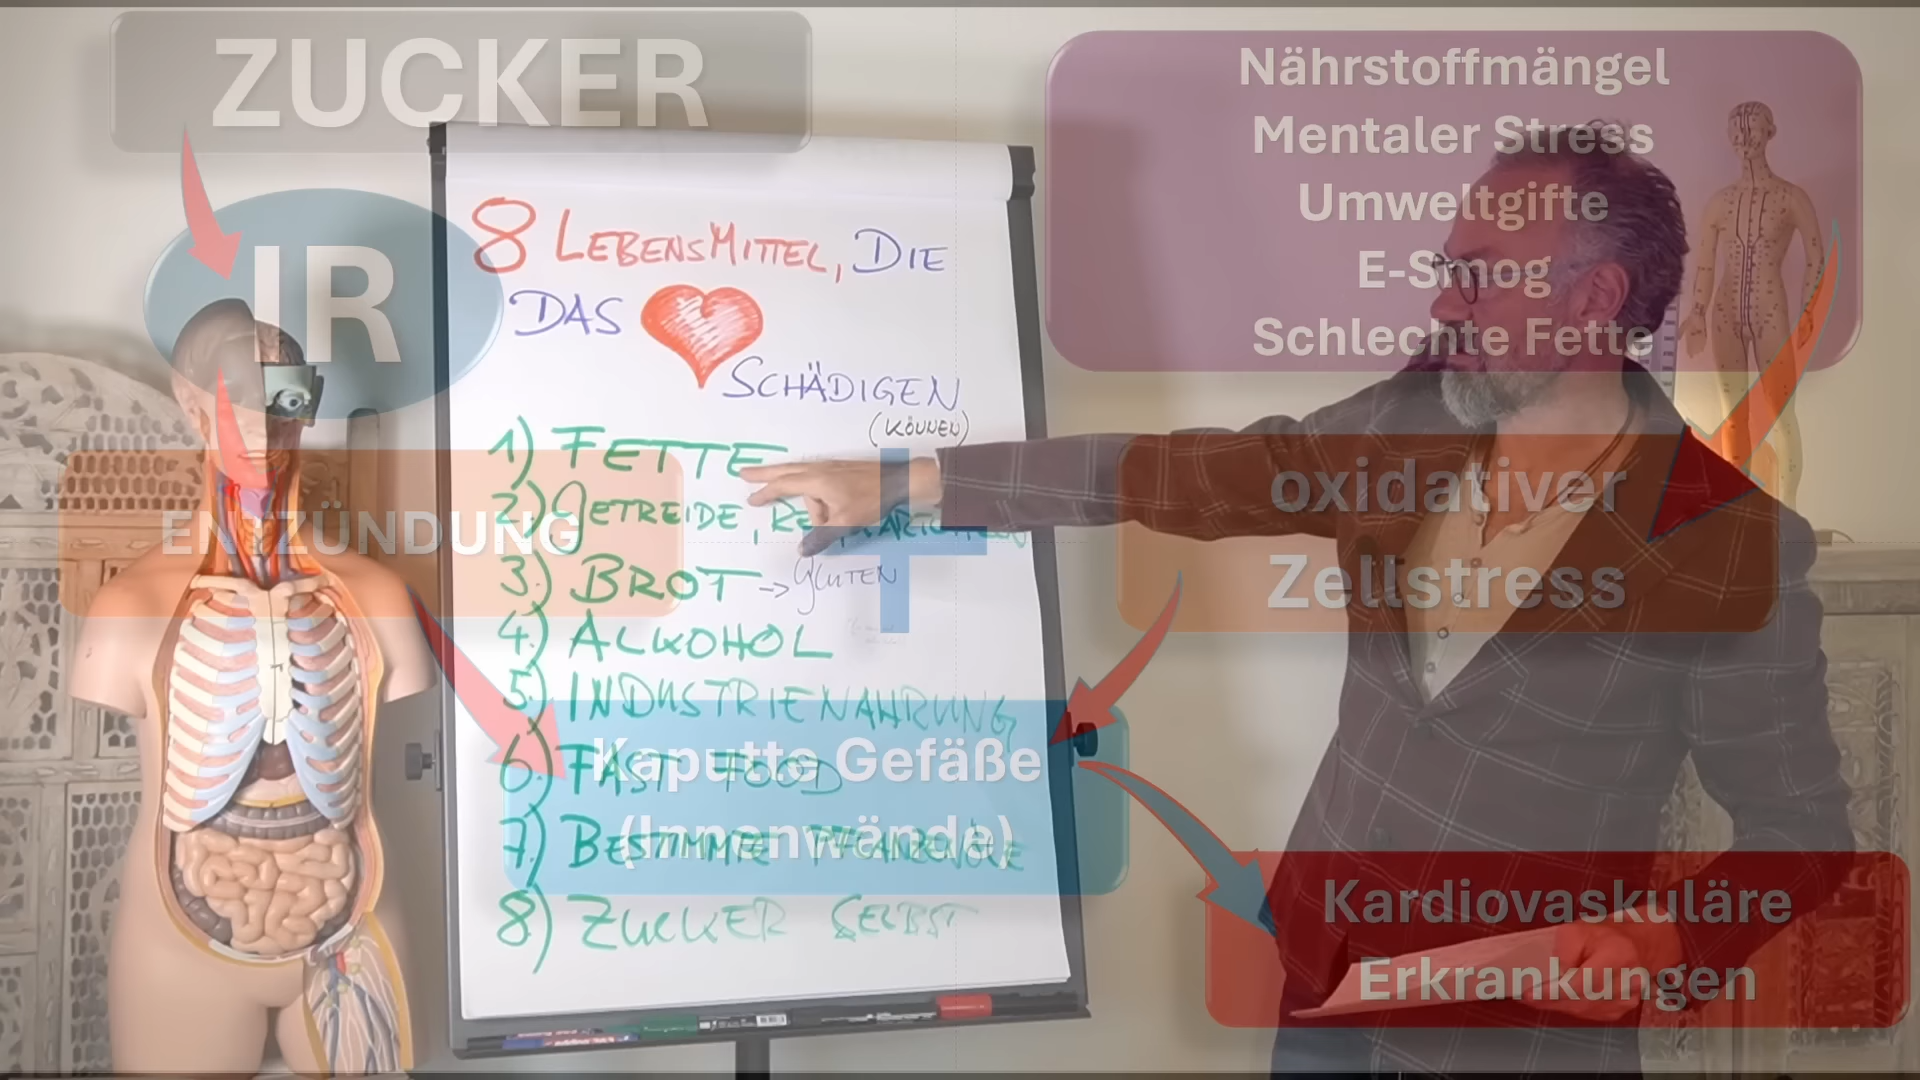 ZUCKER
IR
ENTZÜNDUNG
Nährstoffmängel
Mentaler Stress
Umweltgifte
E-Smog
Schlechte Fette
oxidativer
Zellstress
Kaputte Gefäße
(Innenwände)
Kardiovaskuläre
Erkrankungen
8 LEBENSMITTEL, DIE
DAS
SCHÄDIGEN
(KÖNNEN)
1) FETTE
2) GETREIDE,
3.) BROT → GLUTEN
4.) ALKOHOL
5.) INDUSTRIENAHRUNG
6.) FAST FOOD
7.) BESTIMMTE PFLANZENÖLE
8.) ZUCKER SELBST